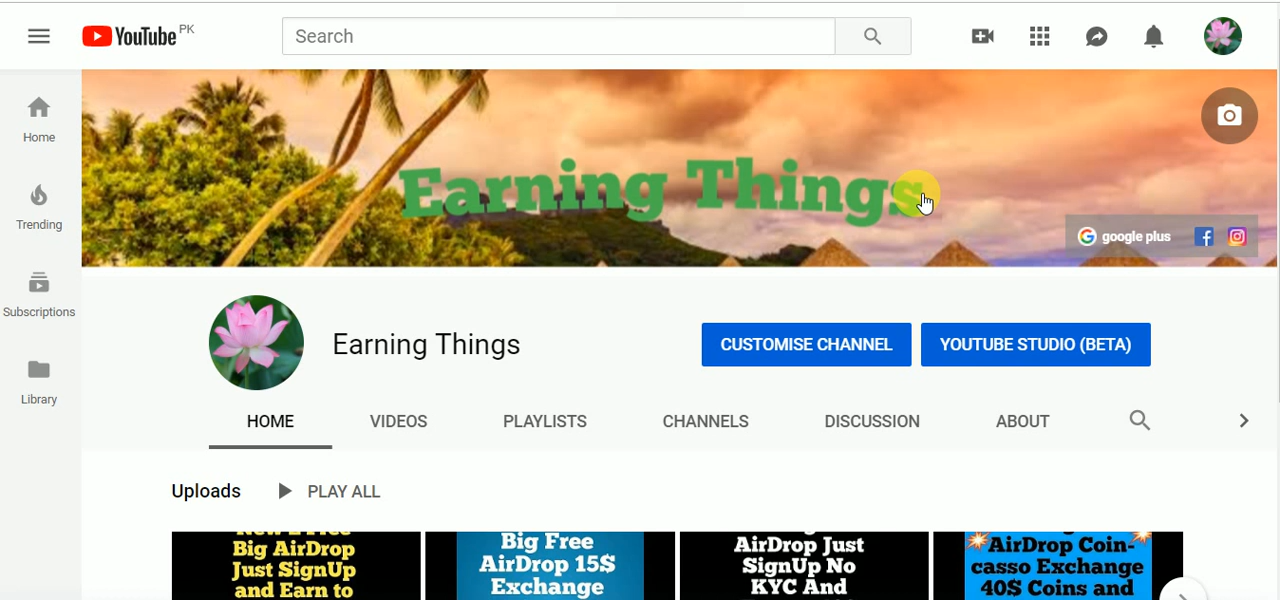 YouTube PK
Search
Home
Trending
Subscriptions
Library
Earning Things
google plus
Earning Things
CUSTOMISE CHANNEL
YOUTUBE STUDIO (BETA)
HOME VIDEOS PLAYLISTS CHANNELS DISCUSSION ABOUT
Uploads PLAY ALL
Big AirDrop
Just SignUp
and Earn to
Big Free
AirDrop 15$
Exchange
AirDrop Just
SignUp No
KYC And
AirDrop Coin-
casso Exchange
40$ Coins and